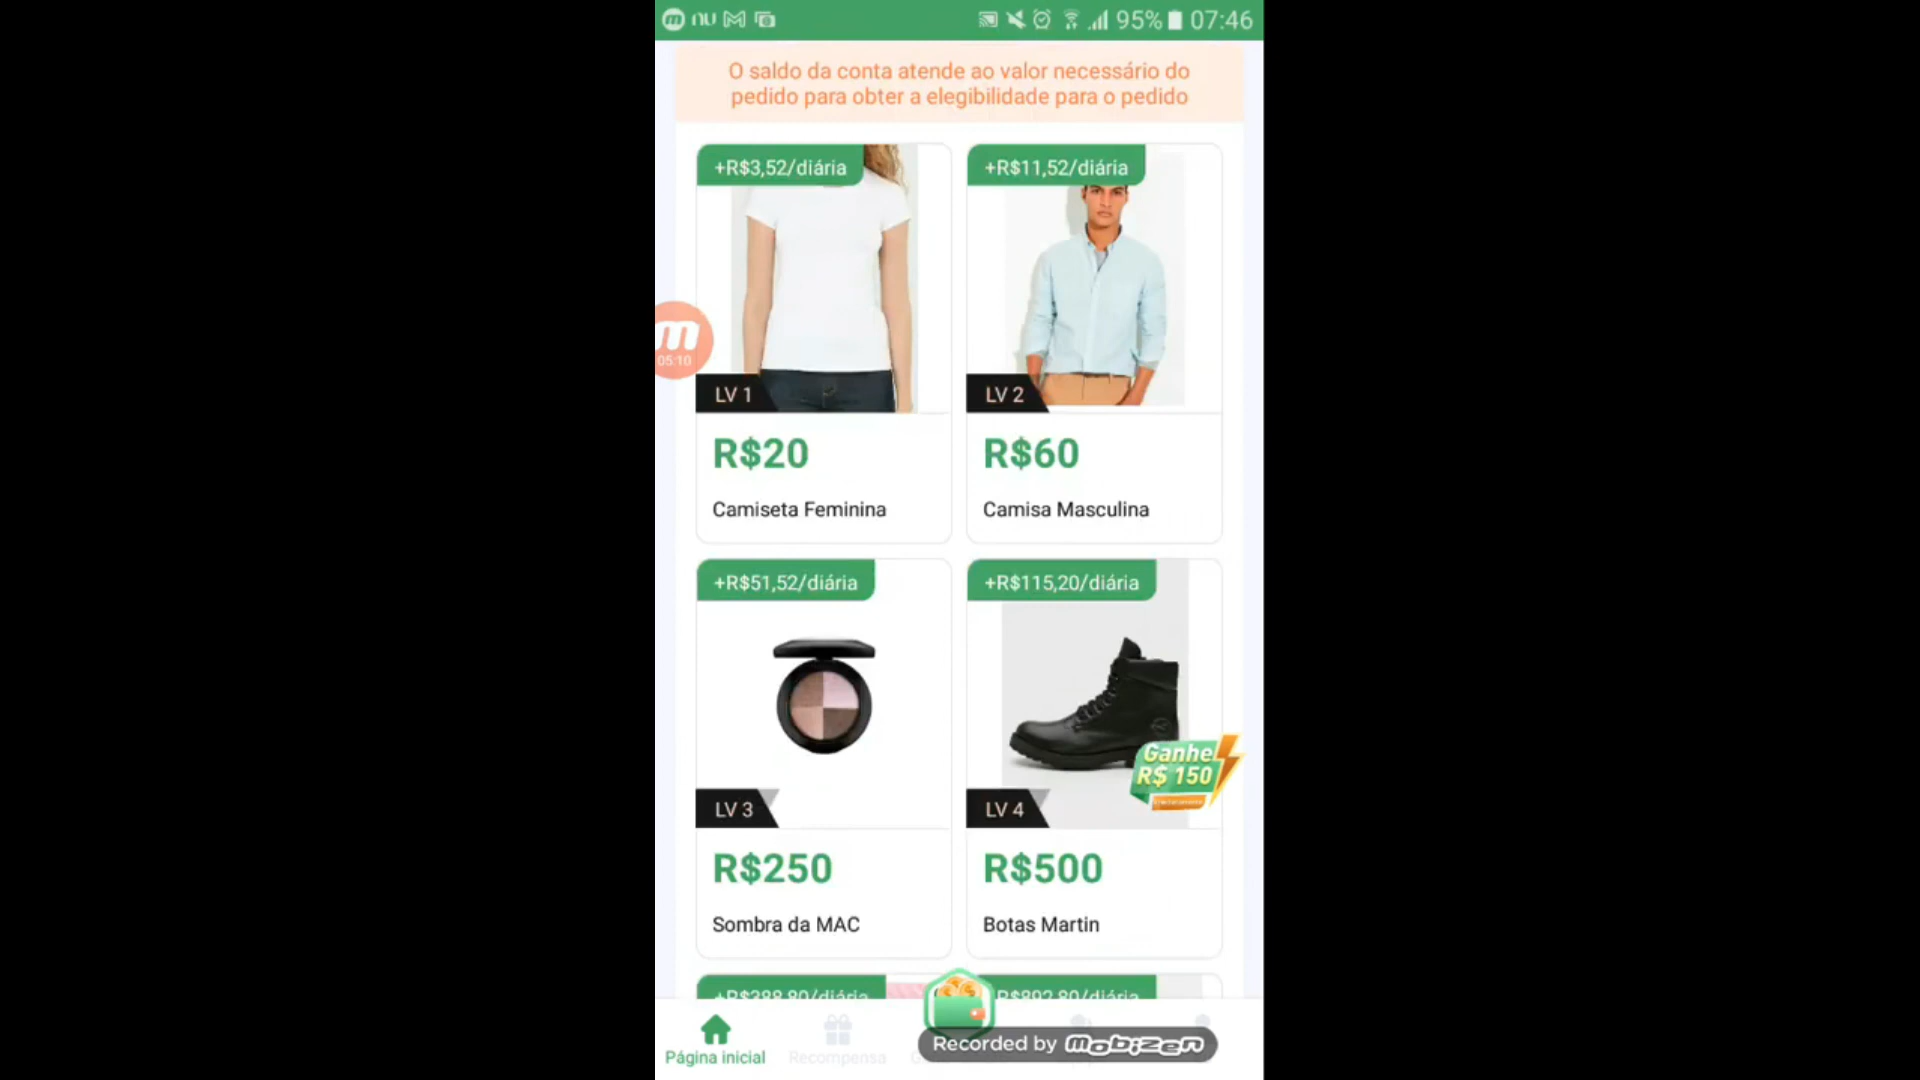 95% 07:46
O saldo da conta atende ao valor necessário do
pedido para obter a elegibilidade para o pedido
+R$3,52/diária
+R$11,52/diária
m
05:10
LV 1
LV 2
R$20
R$60
Camiseta Feminina
Camisa Masculina
+R$51,52/diária
+R$115,20/diária
Ganhe
R$ 150
LV 3
LV 4
R$250
R$500
Sombra da MAC
Botas Martin
+R$388,80/diária
R$892,80/diária
Recorded by Mobizen
Página inicial
Recompensa